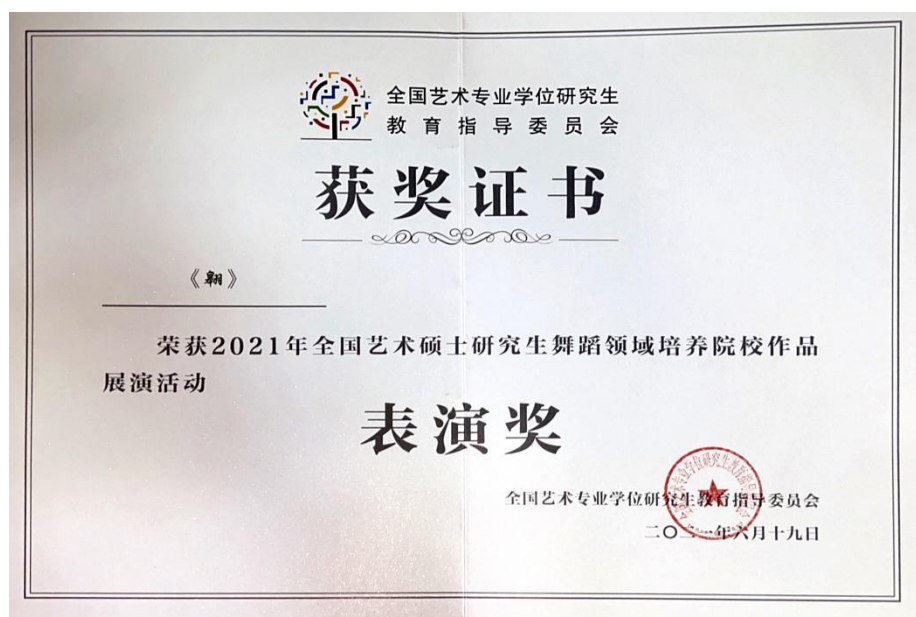 全国艺术专业学位研究生
教育指导委员会
获奖证书
《翱》
荣获2021年全国艺术硕士研究生舞蹈领域培养院校作品
展演活动
表演奖
全国艺术专业学位研究生教育指导委员会
二〇二一年六月十九日